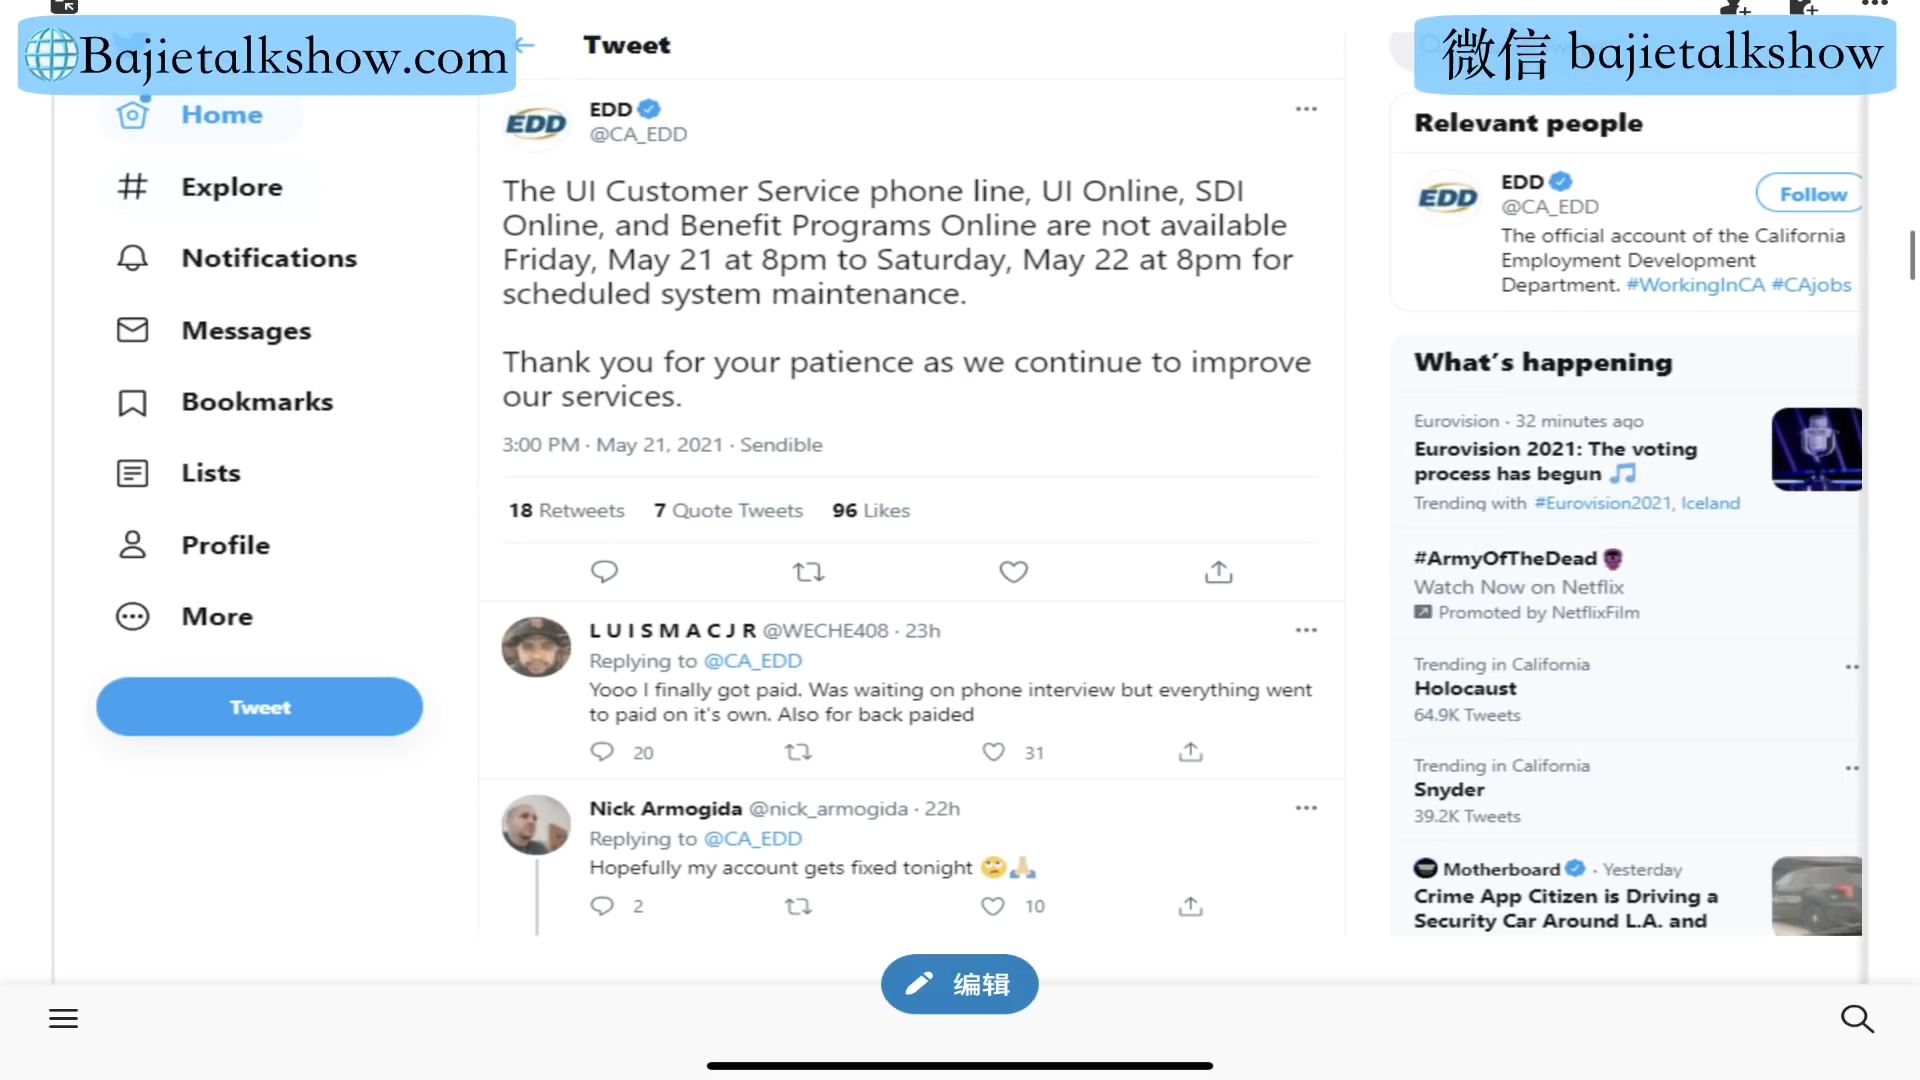 Bajietalkshow.com
微信 bajietalkshow
Home
Explore
Notifications
Messages
Bookmarks
Lists
Profile
More
Tweet
Tweet
EDD
EDD
@CA_EDD
The UI Customer Service phone line, UI Online, SDI
Online, and Benefit Programs Online are not available
Friday, May 21 at 8pm to Saturday, May 22 at 8pm for
scheduled system maintenance.
Thank you for your patience as we continue to improve
our services.
3:00 PM · May 21, 2021 · Sendible
18 Retweets 7 Quote Tweets 96 Likes
L U I S M A C J R @WECHE408 · 23h
Replying to @CA_EDD
Yooo I finally got paid. Was waiting on phone interview but everything went
to paid on it's own. Also for back paided
20 31
Nick Armogida @nick_armogida · 22h
Replying to @CA_EDD
Hopefully my account gets fixed tonight 🙄🙏🏼
2 10
Relevant people
EDD
EDD
@CA_EDD
Follow
The official account of the California
Employment Development
Department. #WorkingInCA #CAjobs
What's happening
Eurovision · 32 minutes ago
Eurovision 2021: The voting
process has begun 🎵
Trending with #Eurovision2021, Iceland
#ArmyOfTheDead
Watch Now on Netflix
Promoted by NetflixFilm
Trending in California
Holocaust
64.9K Tweets
Trending in California
Snyder
39.2K Tweets
Motherboard · Yesterday
Crime App Citizen is Driving a
Security Car Around L.A. and
编辑